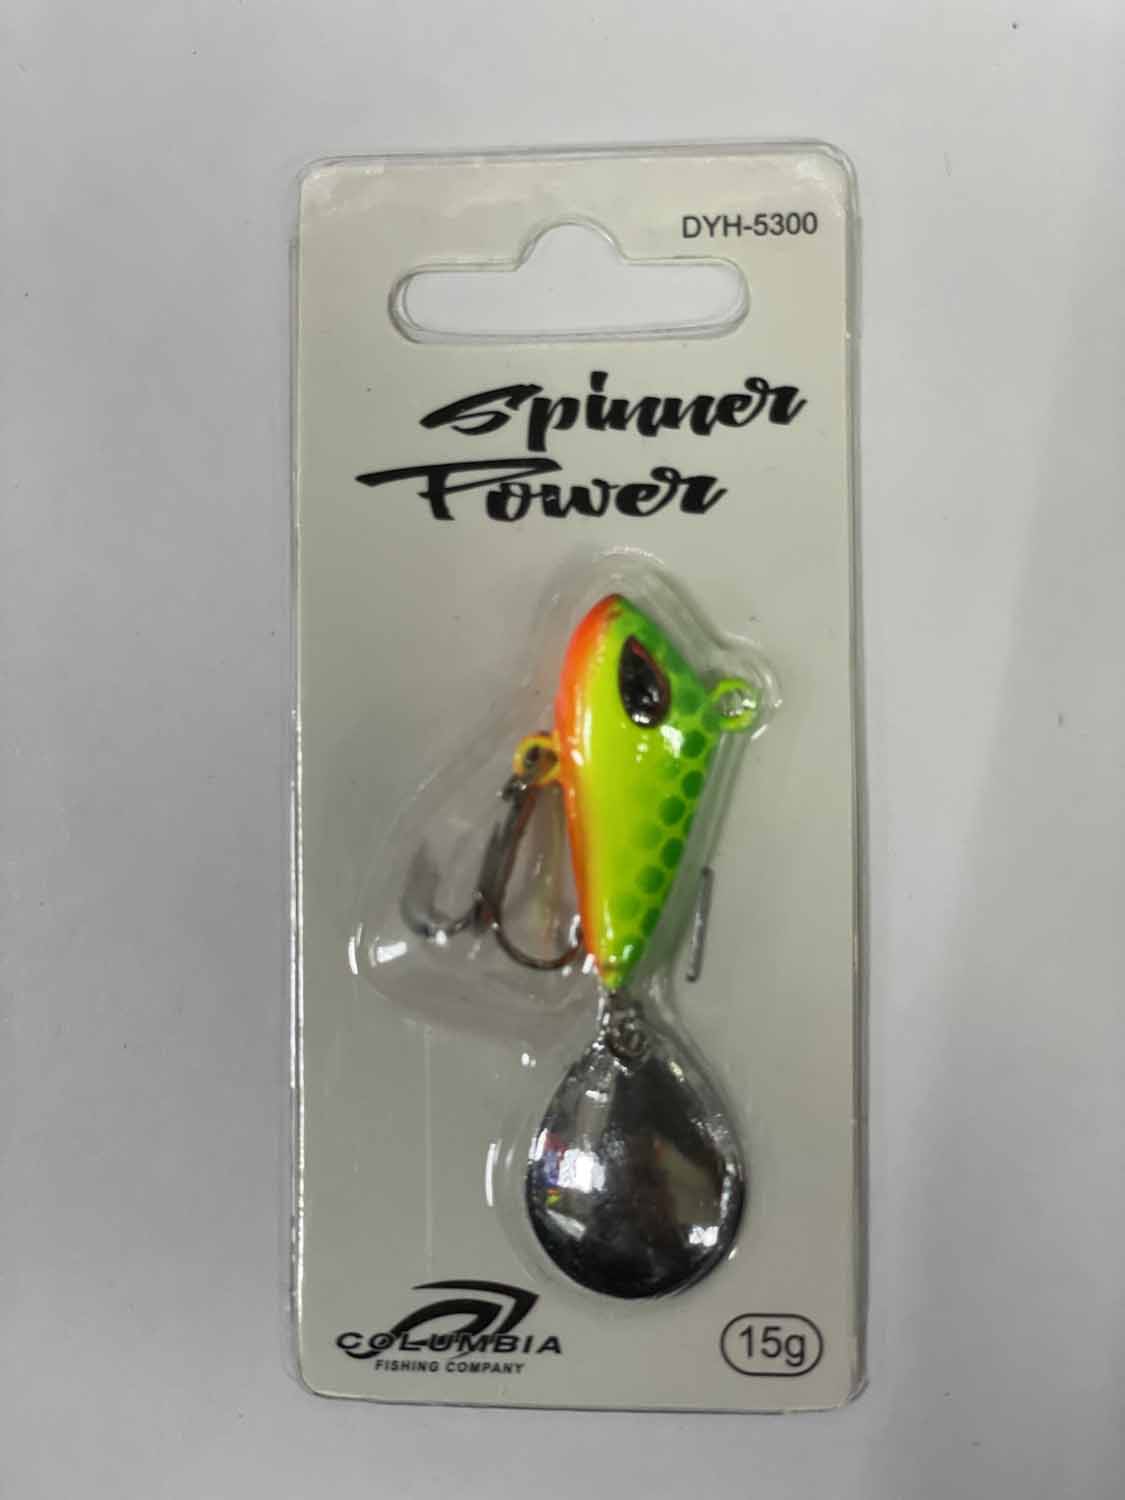 DYH-5300
Spinner
Power
COLUMBIA
FISHING COMPANY
15g